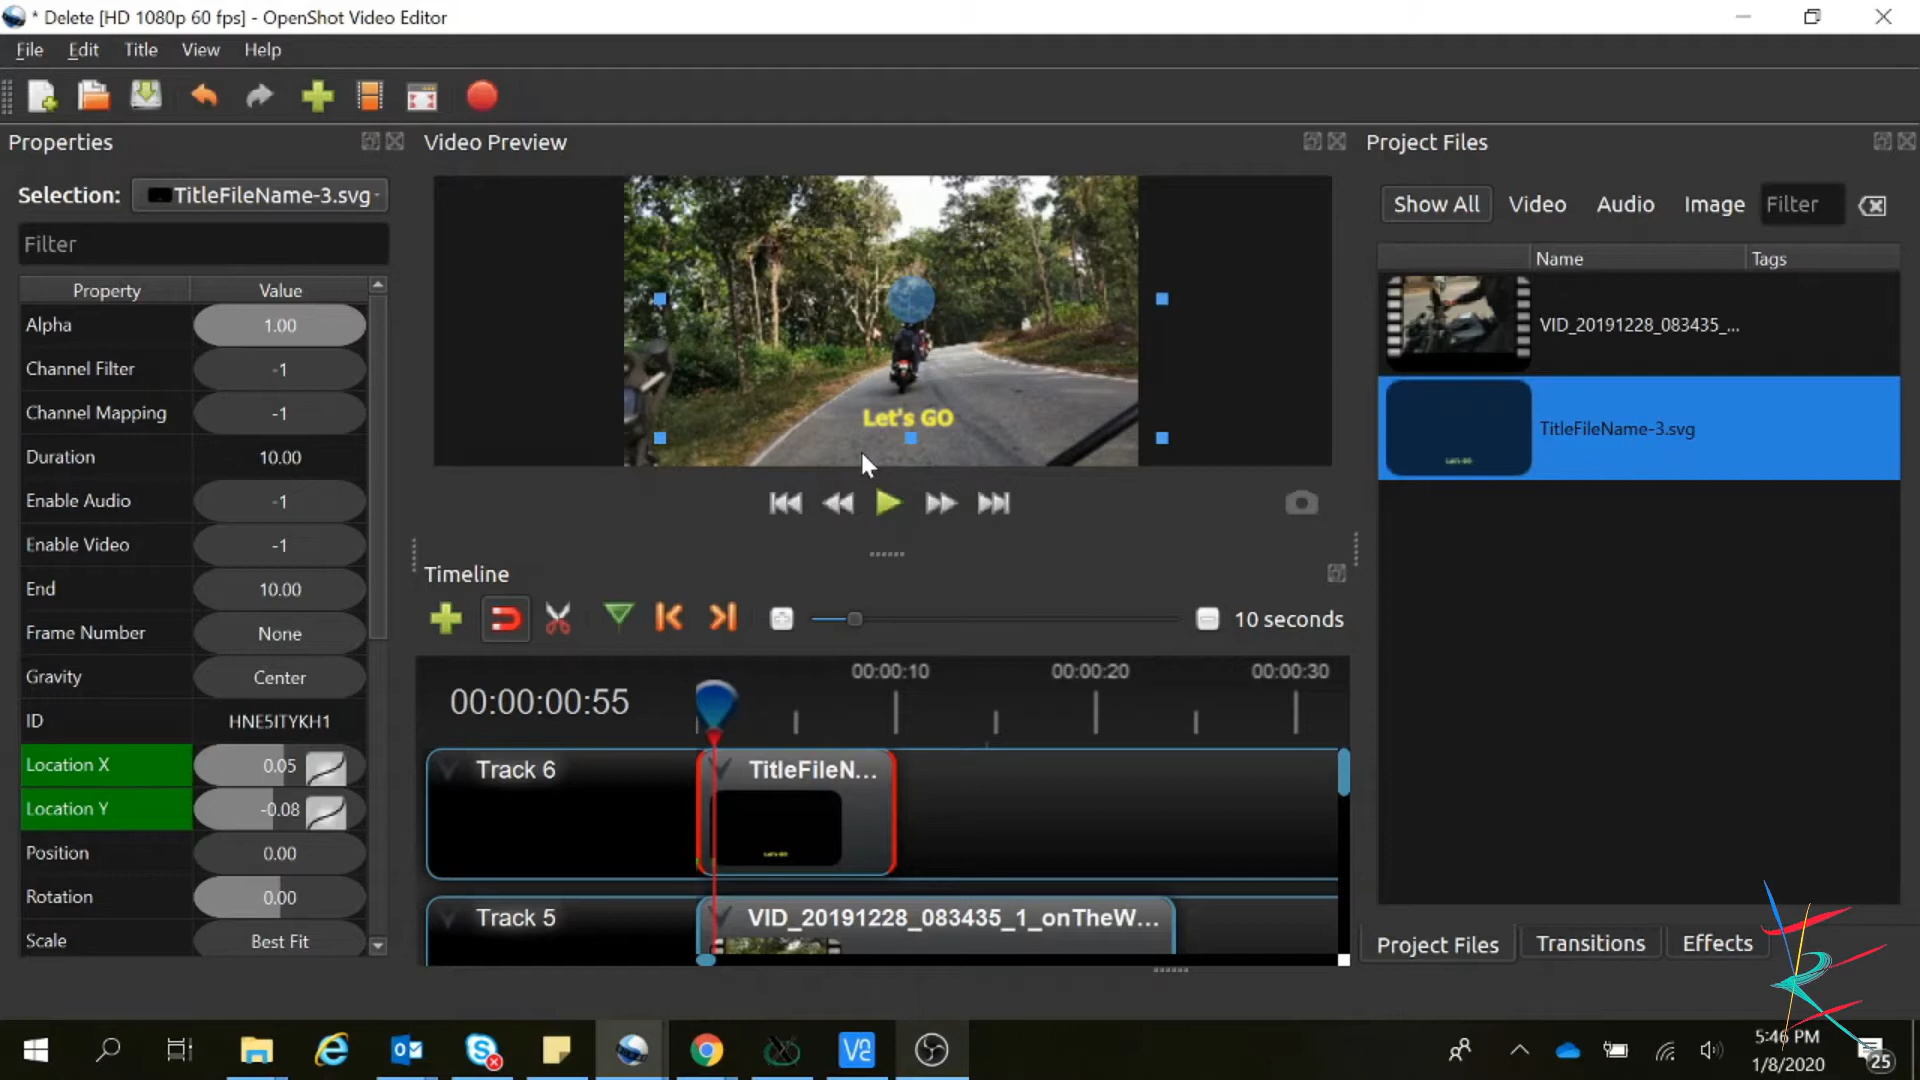 * Delete [HD 1080p 60 fps] - OpenShot Video Editor
File Edit Title View Help
Properties
Video Preview
Project Files
Selection: TitleFileName-3.svg
Filter
Property Value
Alpha 1.00
Channel Filter -1
Channel Mapping -1
Duration 10.00
Enable Audio -1
Enable Video -1
End 10.00
Frame Number None
Gravity Center
ID HNE5ITYKH1
Location X 0.05
Location Y -0.08
Position 0.00
Rotation 0.00
Scale Best Fit
Let's GO
Show All Video Audio Image Filter
Name Tags
VID_20191228_083435_...
TitleFileName-3.svg
Let's GO
Timeline
10 seconds
00:00:00:55
00:00:10 00:00:20 00:00:30
Track 6
TitleFileN...
Let's GO
Track 5
VID_20191228_083435_1_onTheW...
Project Files Transitions Effects
5:46 PM
1/8/2020
25